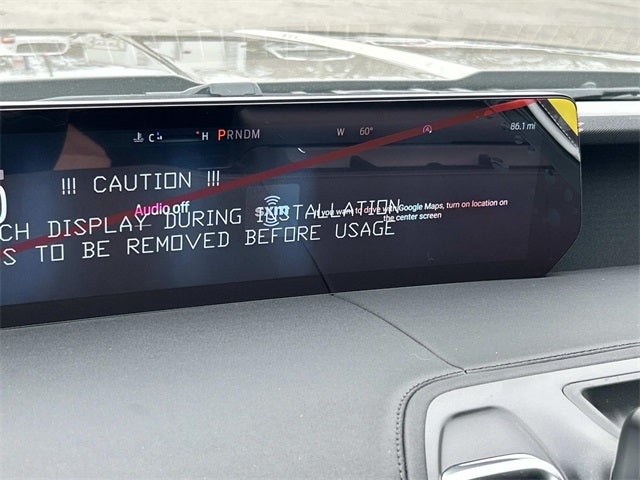 C H PRNDM W 60° 86.1 mi
!!! CAUTION !!!
Audio off
sxm
If you want to drive with Google Maps, turn on location on
the center screen
CH DISPLAY DURING INSTALLATION
S TO BE REMOVED BEFORE USAGE